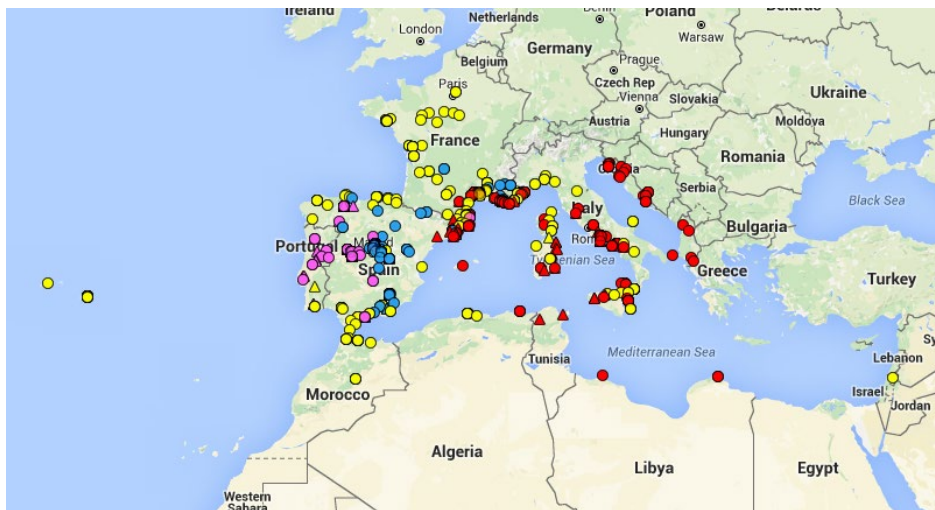 Ireland
London
Netherlands
Berlin
Poland
Belarus
Warsaw
Germany
Belgium
Prague
Czech Rep
Ukraine
Paris
Vienna
Slovakia
Austria
Moldova
Hungary
France
Romania
Croatia
Serbia
Italy
Black Sea
Bulgaria
Portugal
Madrid
Rome
Spain
Tyrrhenian Sea
Greece
Turkey
Mediterranean Sea
Tunisia
Lebanon
Morocco
Israel
Jordan
Algeria
Libya
Egypt
Western
Sahara